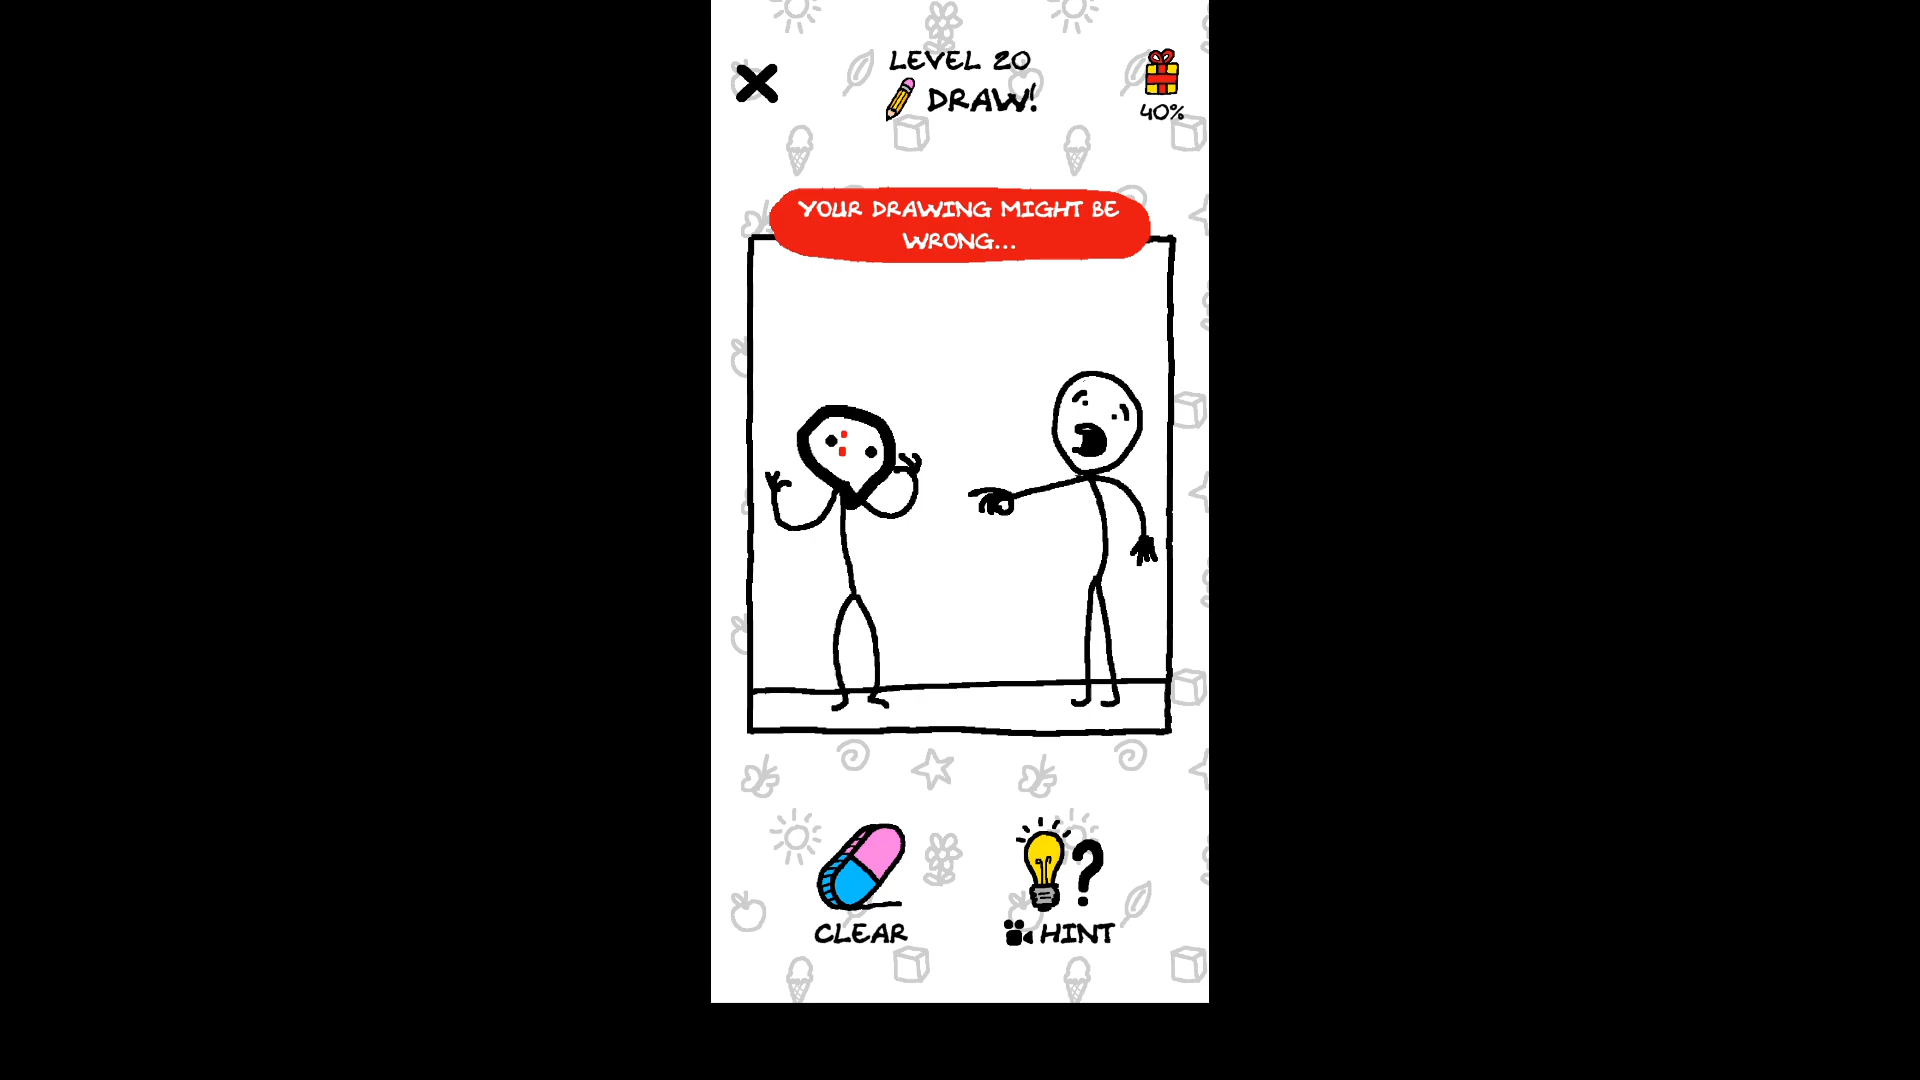 LEVEL 20
DRAW!
40%
YOUR DRAWING MIGHT BE
WRONG...
CLEAR
?
HINT